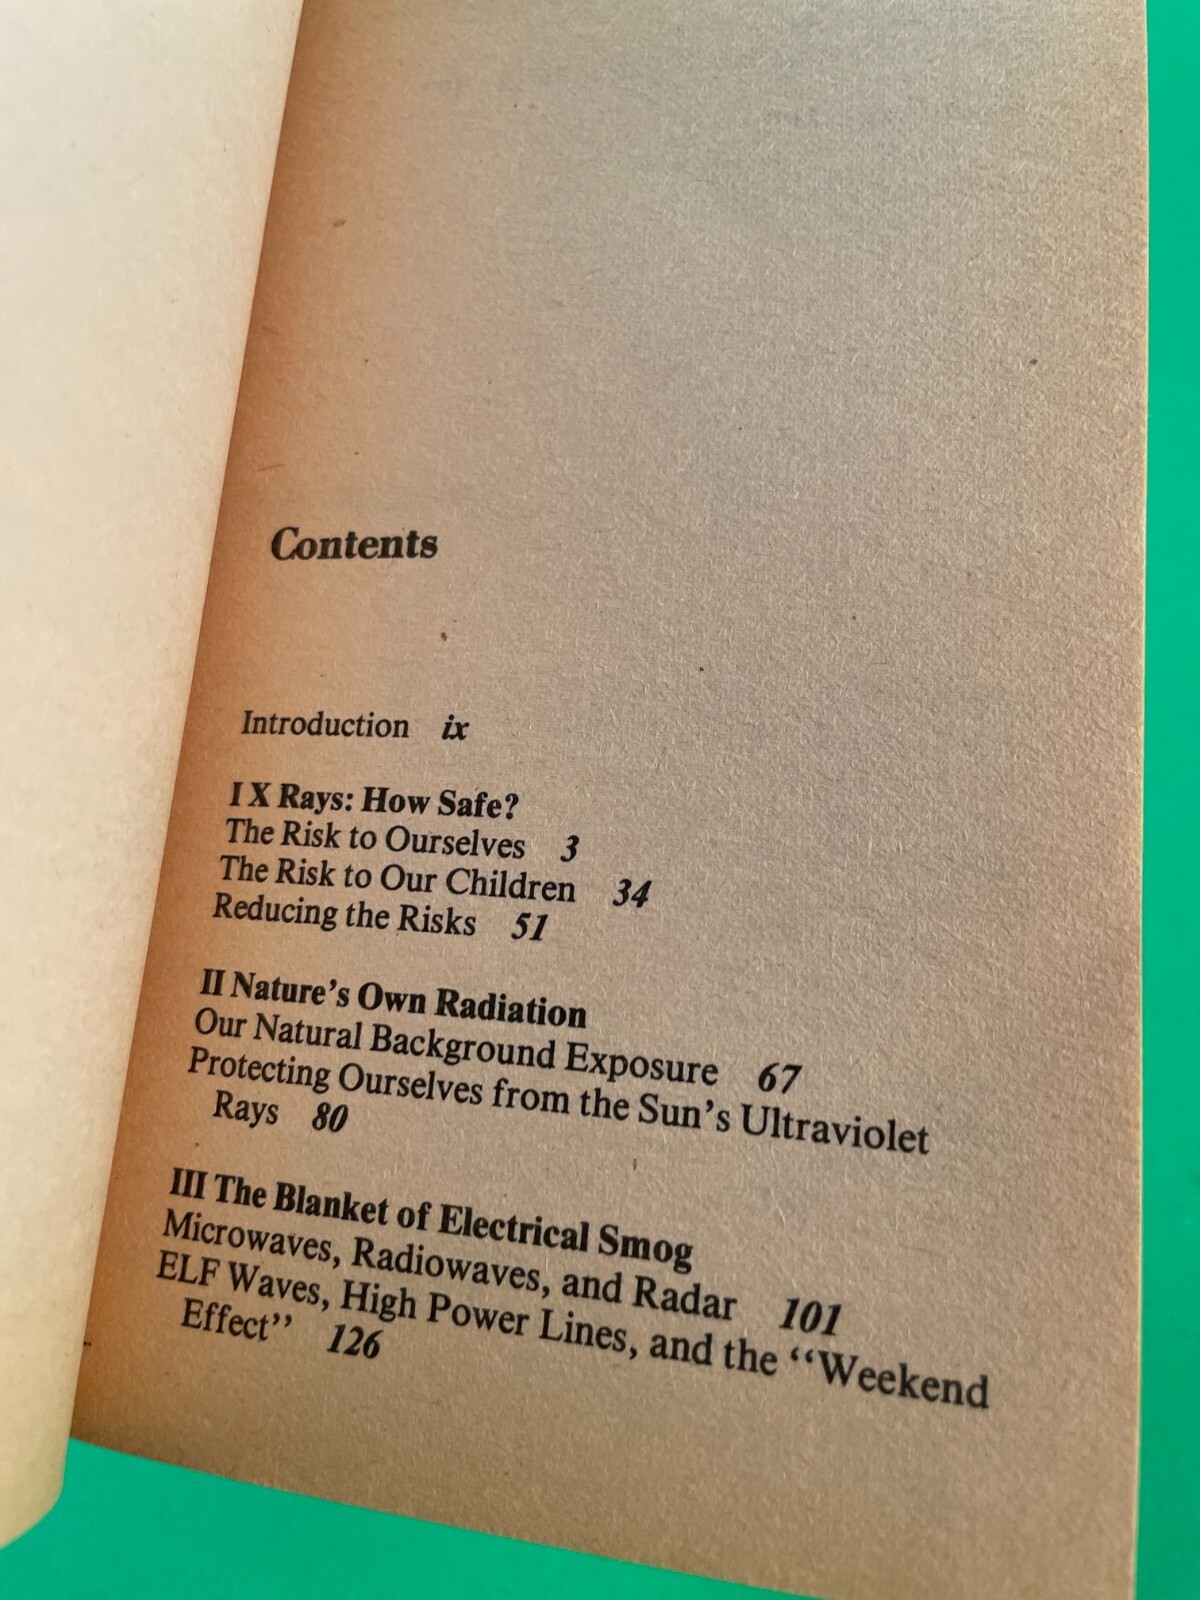 Contents
Introduction ix
I X Rays: How Safe?
The Risk to Ourselves 3
The Risk to Our Children 34
Reducing the Risks 51
II Nature's Own Radiation
Our Natural Background Exposure 67
Protecting Ourselves from the Sun's Ultraviolet
Rays 80
III The Blanket of Electrical Smog
Microwaves, Radiowaves, and Radar 101
ELF Waves, High Power Lines, and the “Weekend
Effect” 126